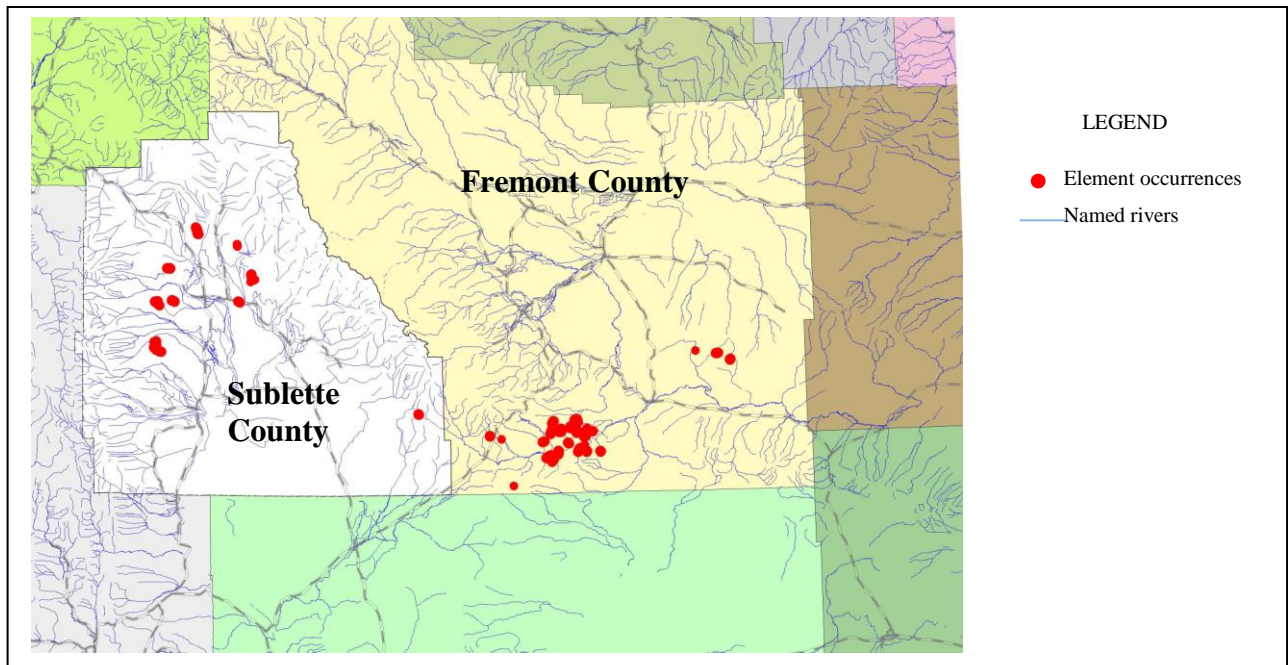 LEGEND
Fremont County
Element occurrences
Named rivers
Sublette
County